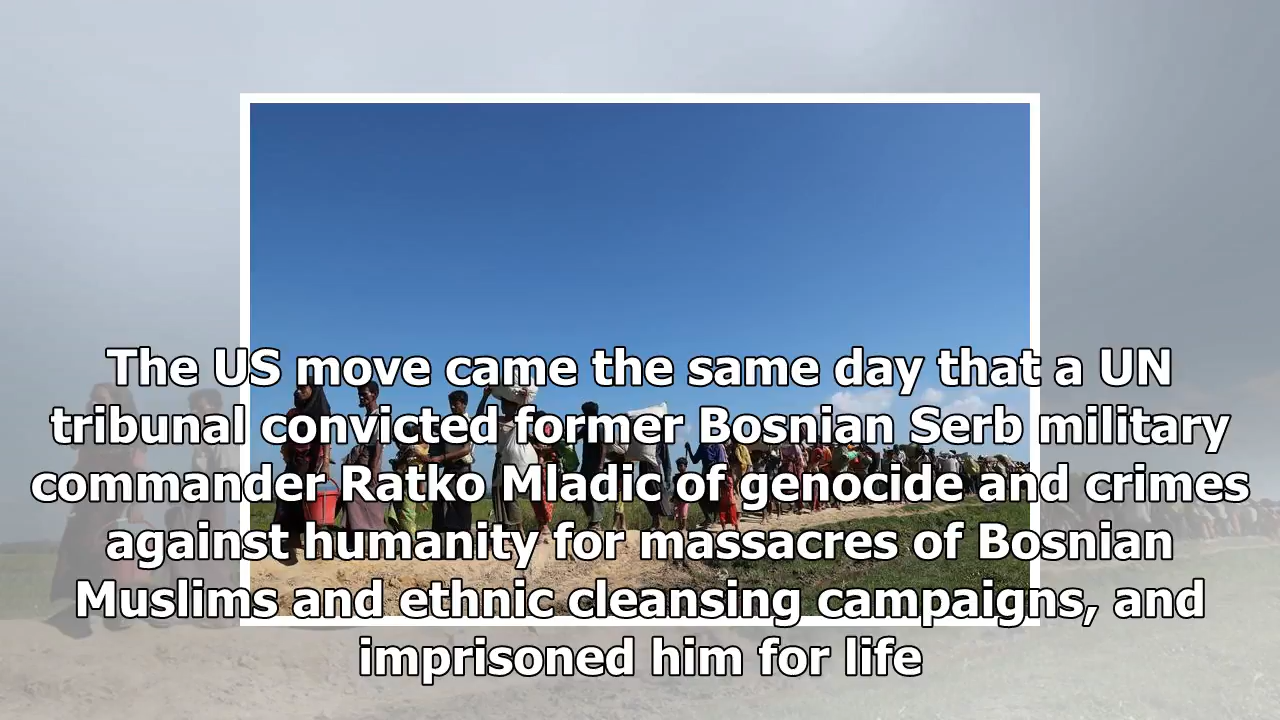 The US move came the same day that a UN
tribunal convicted former Bosnian Serb military
commander Ratko Mladic of genocide and crimes
against humanity for massacres of Bosnian
Muslims and ethnic cleansing campaigns, and
imprisoned him for life